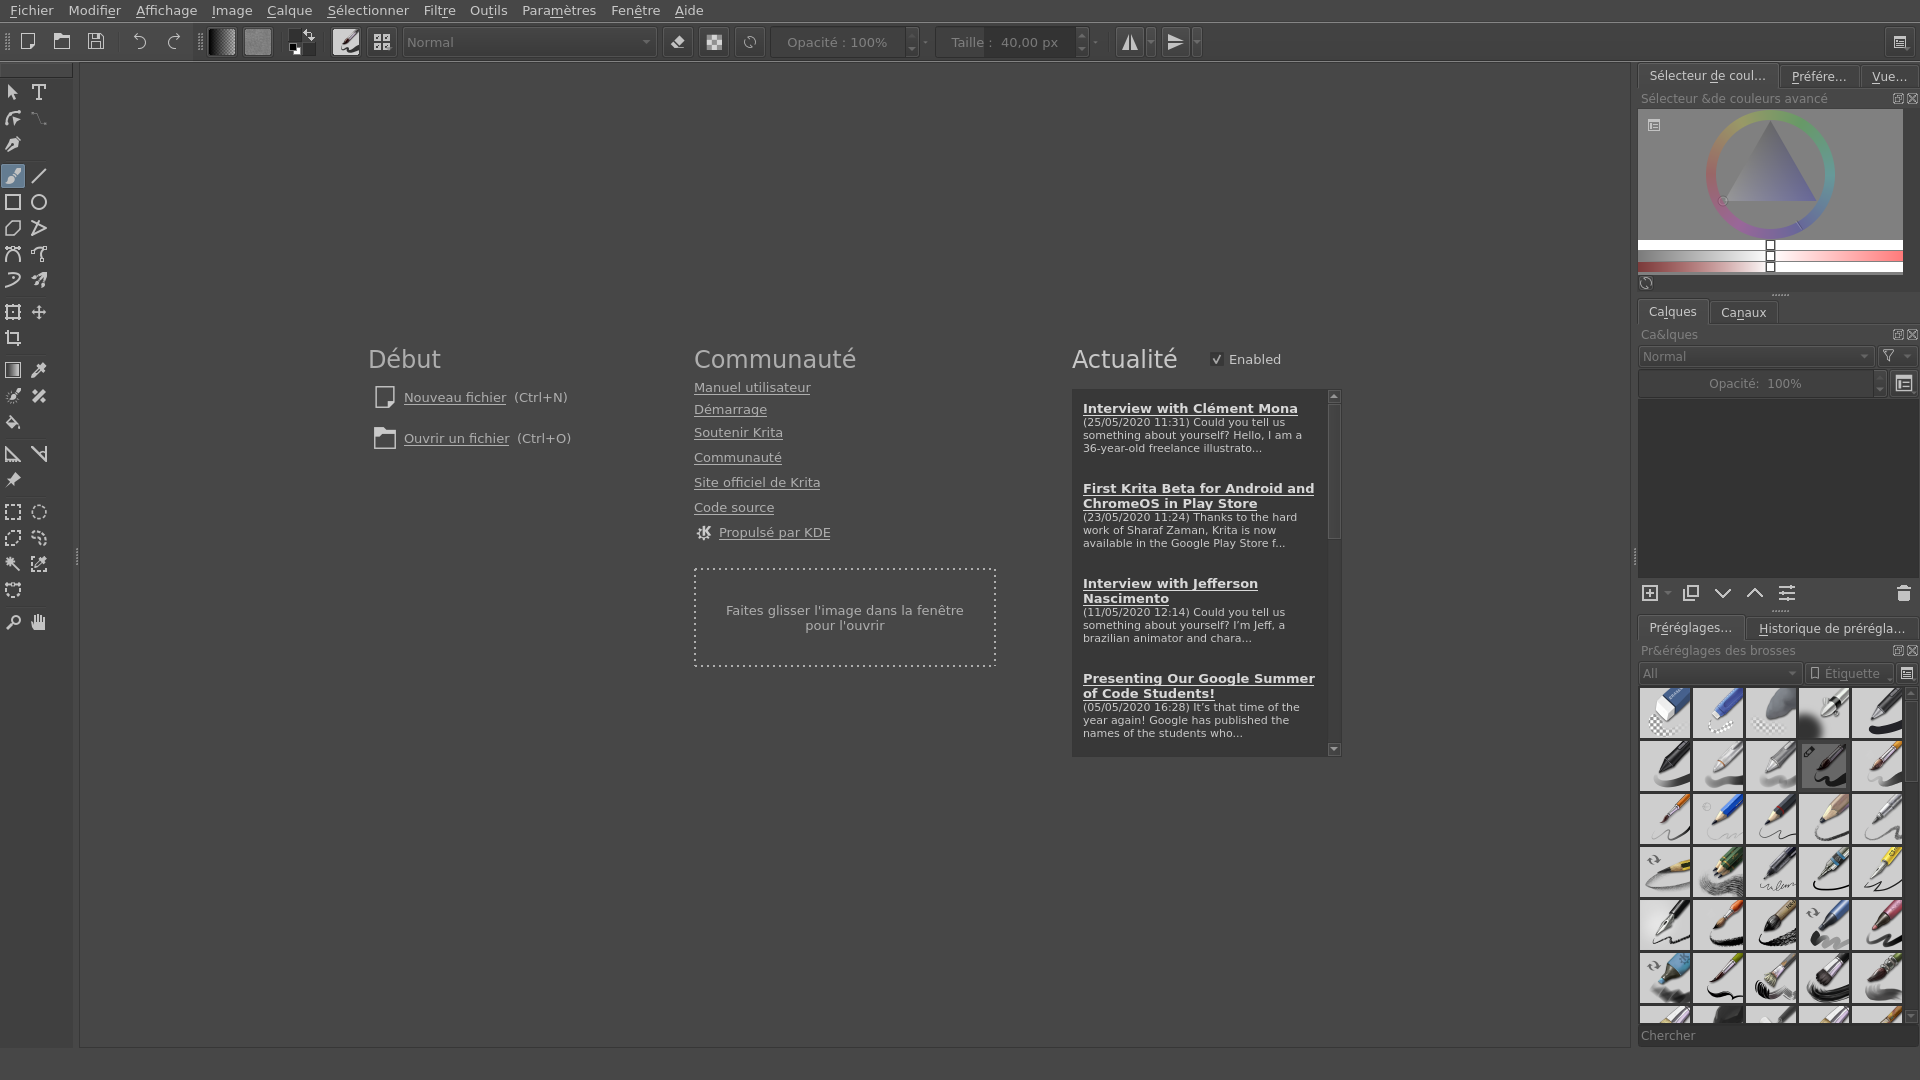 Fichier Modifier Affichage Image Calque Sélectionner Filtre Outils Paramètres Fenêtre Aide
Normal Opacité : 100% Taille : 40,00 px
Sélecteur de coul... Préfére... Vue...
Sélecteur &de couleurs avancé
Calques Canaux
Ca&lques
Normal
Opacité: 100%
Début
Nouveau fichier (Ctrl+N)
Ouvrir un fichier (Ctrl+O)
Communauté
Manuel utilisateur
Démarrage
Soutenir Krita
Communauté
Site officiel de Krita
Code source
Propulsé par KDE
Faites glisser l'image dans la fenêtre
pour l'ouvrir
Actualité Enabled
Interview with Clément Mona
(25/05/2020 11:31) Could you tell us
something about yourself? Hello, I am a
36-year-old freelance illustrato...
First Krita Beta for Android and
ChromeOS in Play Store
(23/05/2020 11:24) Thanks to the hard
work of Sharaf Zaman, Krita is now
available in the Google Play Store f...
Interview with Jefferson
Nascimento
(11/05/2020 12:14) Could you tell us
something about yourself? I'm Jeff, a
brazilian animator and chara...
Presenting Our Google Summer
of Code Students!
(05/05/2020 16:28) It's that time of the
year again! Google has published the
names of the students who...
Préréglages... Historique de prérégla...
Pr&éréglages des brosses
All Étiquette
Chercher